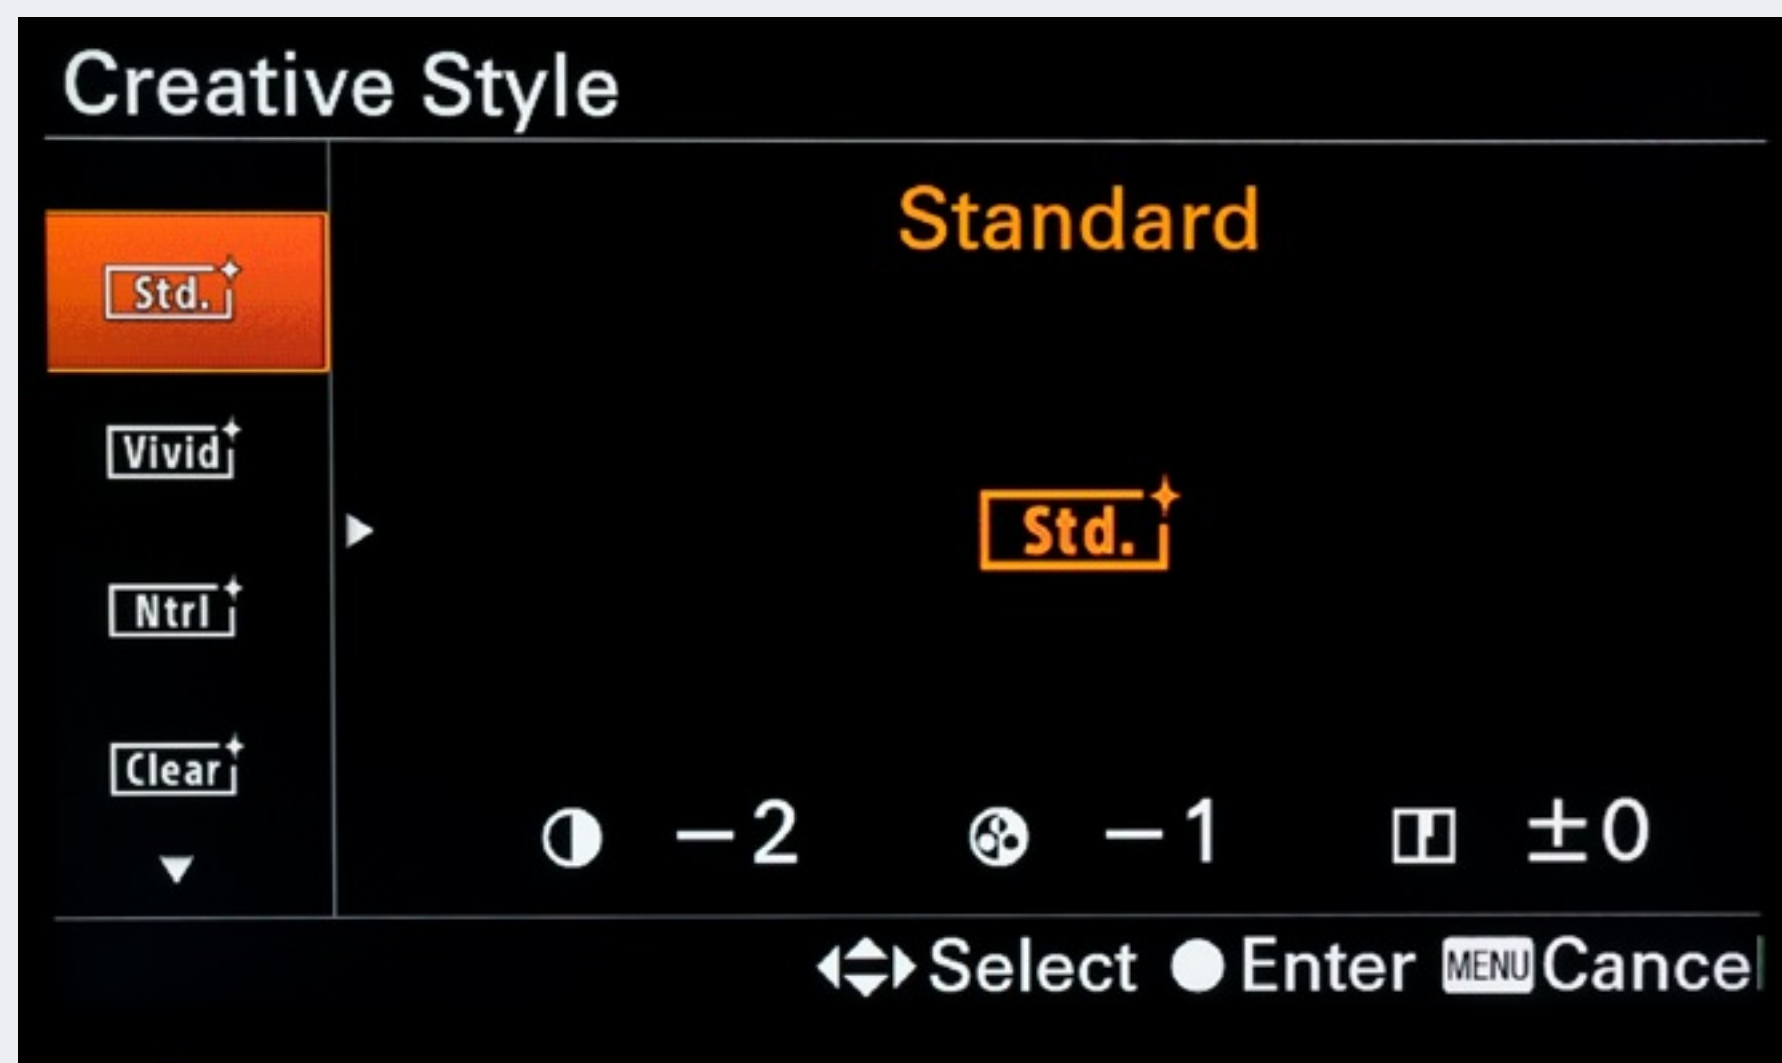 Creative Style
Standard
Std.
Vivid
Ntrl
Clear
Std.
−2 −1 ±0
Select Enter MENU Cancel